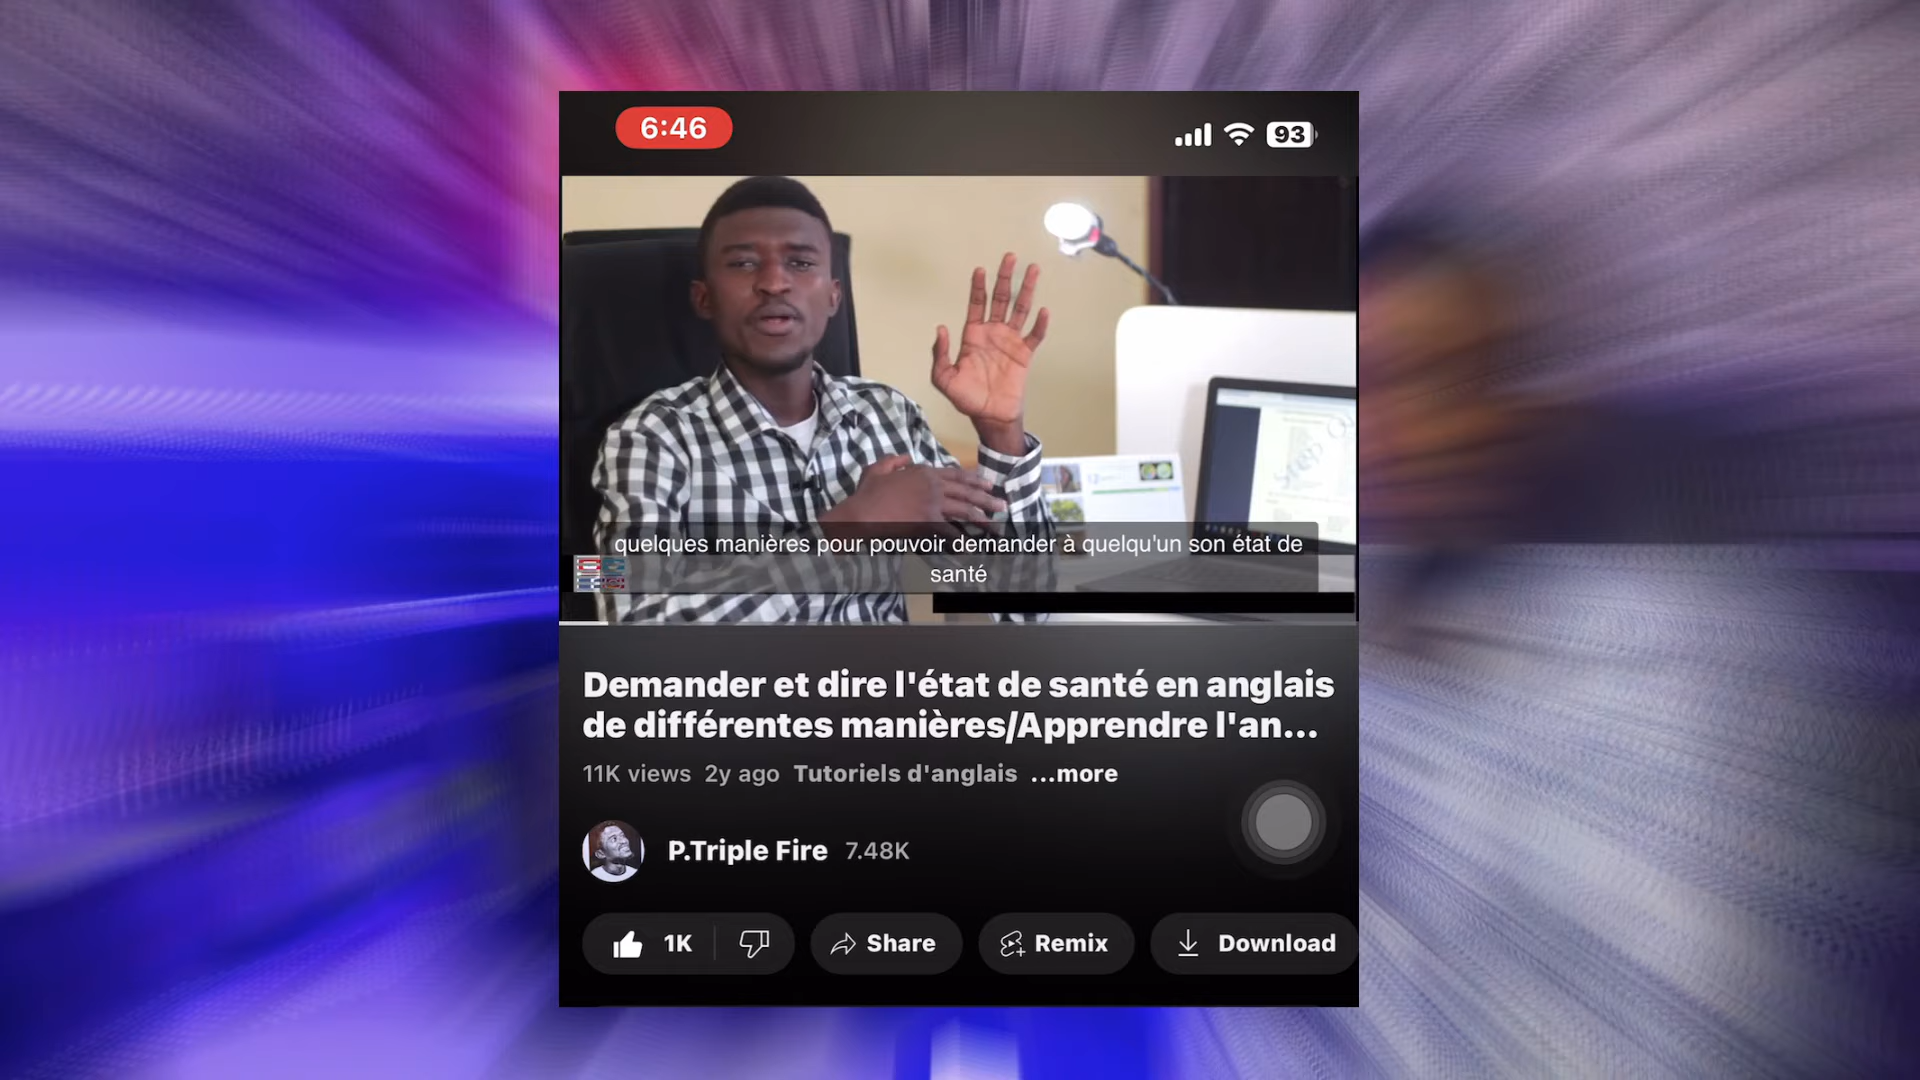 6:46
93
quelques manières pour pouvoir demander à quelqu'un son état de
santé
Demander et dire l'état de santé en anglais
de différentes manières/Apprendre l'an...
11K views 2y ago Tutoriels d'anglais ...more
P.Triple Fire 7.48K
1K Share Remix Download